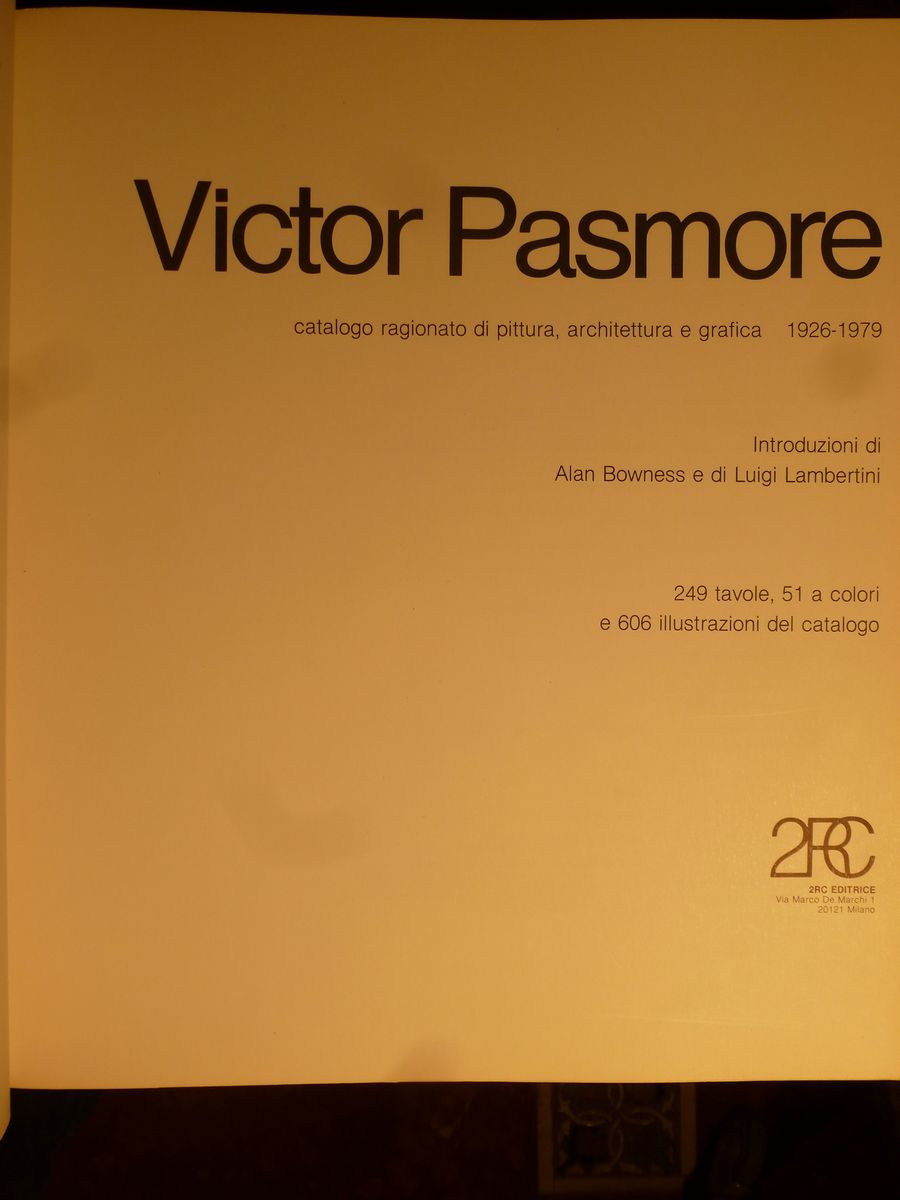 Victor Pasmore
catalogo ragionato di pittura, architettura e grafica 1926-1979
Introduzioni di
Alan Bowness e di Luigi Lambertini
249 tavole, 51 a colori
e 606 illustrazioni del catalogo
2RC
2RC EDITRICE
Via Marco De Marchi 1
20121 Milano